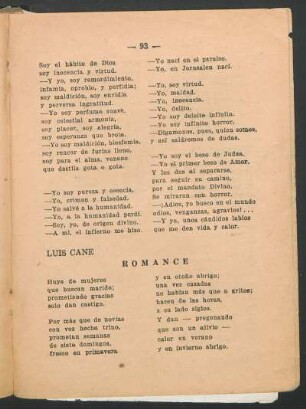 — 93 —
Soy el hábito de Dios
soy inocencia y virtud.
—Y yo, soy remordimiento,
infamia, oprobio, y perfidia;
soy maldición, soy envidia
y perversa ingratitud.
—Yo soy perfume suave,
soy celestial armonía,
soy placer, soy alegría,
soy esperanza que brota.
—Yo soy maldición, blasfemia,
soy rencor de furias lleno,
soy para el alma, veneno
que destila gota a gota.
—Yo soy pureza y esencia,
—Yo, crimen y falsedad.
—Yo salvé a la humanidad.
—Yo, a la humanidad perdí.
—Soy, yo, de origen divino.
—A mí, el infierno me hizo.
—Yo nací en el paraíso.
—Yo, en Jerusalen nací.
—Yo, soy virtud.
—Yo, maldad.
—Yo, inocencia.
—Yo, delito.
—Yo soy deleite infinito.
—Yo soy infinito horror.
—Digamonos, pues, quien somos,
y así saldremos de dudas.
—Yo soy el beso de Judas.
—Yo el primer beso de Amor.
Y los dos al separarse,
para seguir su camino,
por el mandato Divino,
Se miraron con horror.
—Adios, yo busco en el mundo
odios, venganzas, agravios!...
—Y yo, unos cándidos labios
que me den vida y calor.
LUIS CANE
ROMANCE
Huye de mujeres
que buscan marido;
prometiendo gracias
solo dan castigo.
Por más que de novias
con voz hecha trino,
prometan semanas
de siete domingos,
fresco en primavera
y en otoño abrigo;
una vez casadas
no hablan más que a gritos;
hacen de las horas,
a su lado siglos.
Y dan — pregonando
que son un alivio —
calor en verano
y en invierno abrigo.